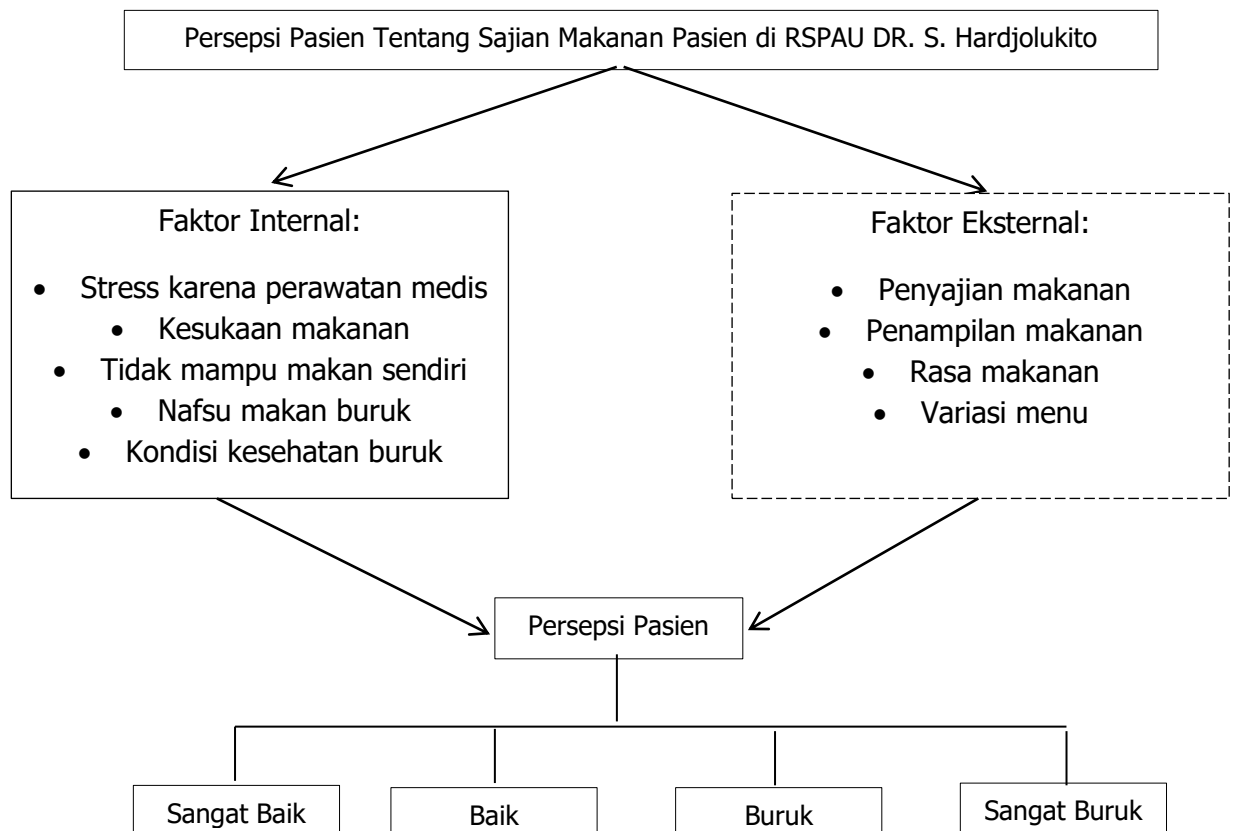 Persepsi Pasien Tentang Sajian Makanan Pasien di RSPAU DR. S. Hardjolukito
Faktor Internal:
• Stress karena perawatan medis
• Kesukaan makanan
• Tidak mampu makan sendiri
• Nafsu makan buruk
• Kondisi kesehatan buruk
Faktor Eksternal:
• Penyajian makanan
• Penampilan makanan
• Rasa makanan
• Variasi menu
Persepsi Pasien
Sangat Baik
Baik
Buruk
Sangat Buruk